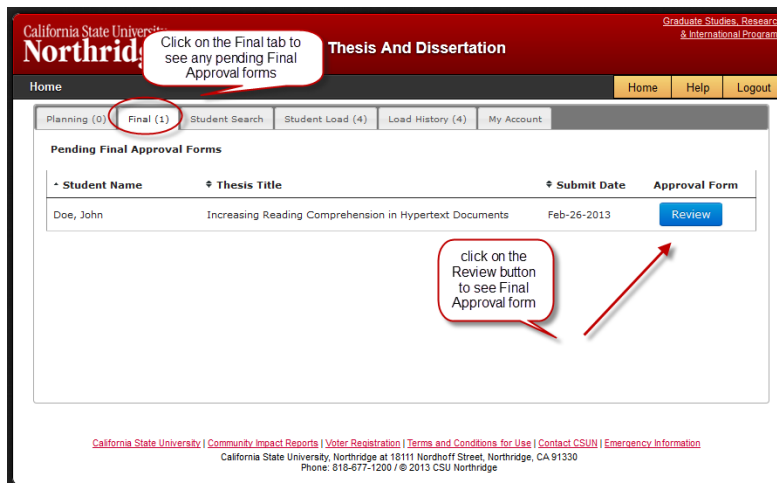 California State University
Northrid
Click on the Final tab to
see any pending Final
Approval forms
Thesis And Dissertation
Graduate Studies, Research
& International Program
Home
Home Help Logout
Planning (0) Final (1) Student Search Student Load (4) Load History (4) My Account
Pending Final Approval Forms
Student Name Thesis Title Submit Date Approval Form
Doe, John Increasing Reading Comprehension in Hypertext Documents Feb-26-2013 Review
click on the
Review button
to see Final
Approval form
California State University | Community Impact Reports | Voter Registration | Terms and Conditions for Use | Contact CSUN | Emergency Information
California State University, Northridge at 18111 Nordhoff Street, Northridge, CA 91330
Phone: 818-677-1200 / © 2013 CSU Northridge